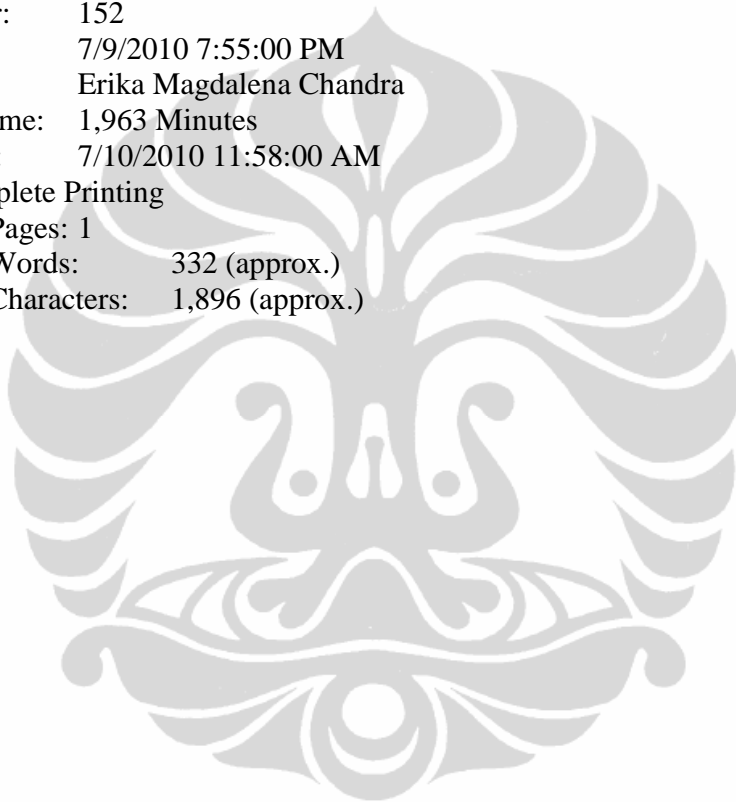 r: 152
7/9/2010 7:55:00 PM
Erika Magdalena Chandra
me: 1,963 Minutes
: 7/10/2010 11:58:00 AM
plete Printing
Pages: 1
Words: 332 (approx.)
Characters: 1,896 (approx.)